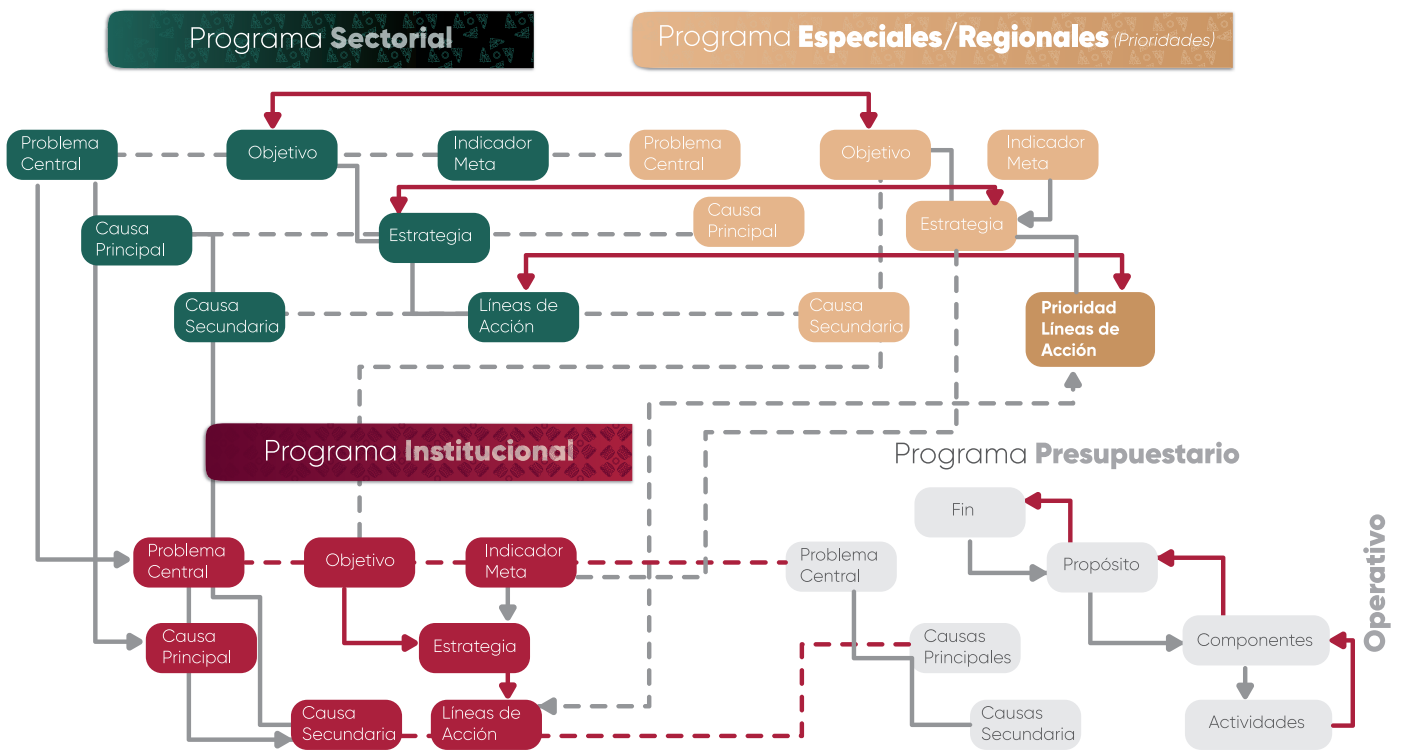 Programa Sectorial
Programa Especiales/Regionales (Prioridades)
Problema
Central
Objetivo
Indicador
Meta
Problema
Central
Objetivo
Indicador
Meta
Causa
Principal
Estrategia
Causa
Principal
Estrategia
Causa
Secundaria
Líneas de
Acción
Causa
Secundaria
Prioridad
Líneas de
Acción
Programa Institucional
Programa Presupuestario
Problema
Central
Objetivo
Indicador
Meta
Causa
Principal
Estrategia
Causa
Secundaria
Líneas de
Acción
Problema
Central
Causas
Principales
Causas
Secundaria
Fin
Propósito
Componentes
Actividades
Operativo